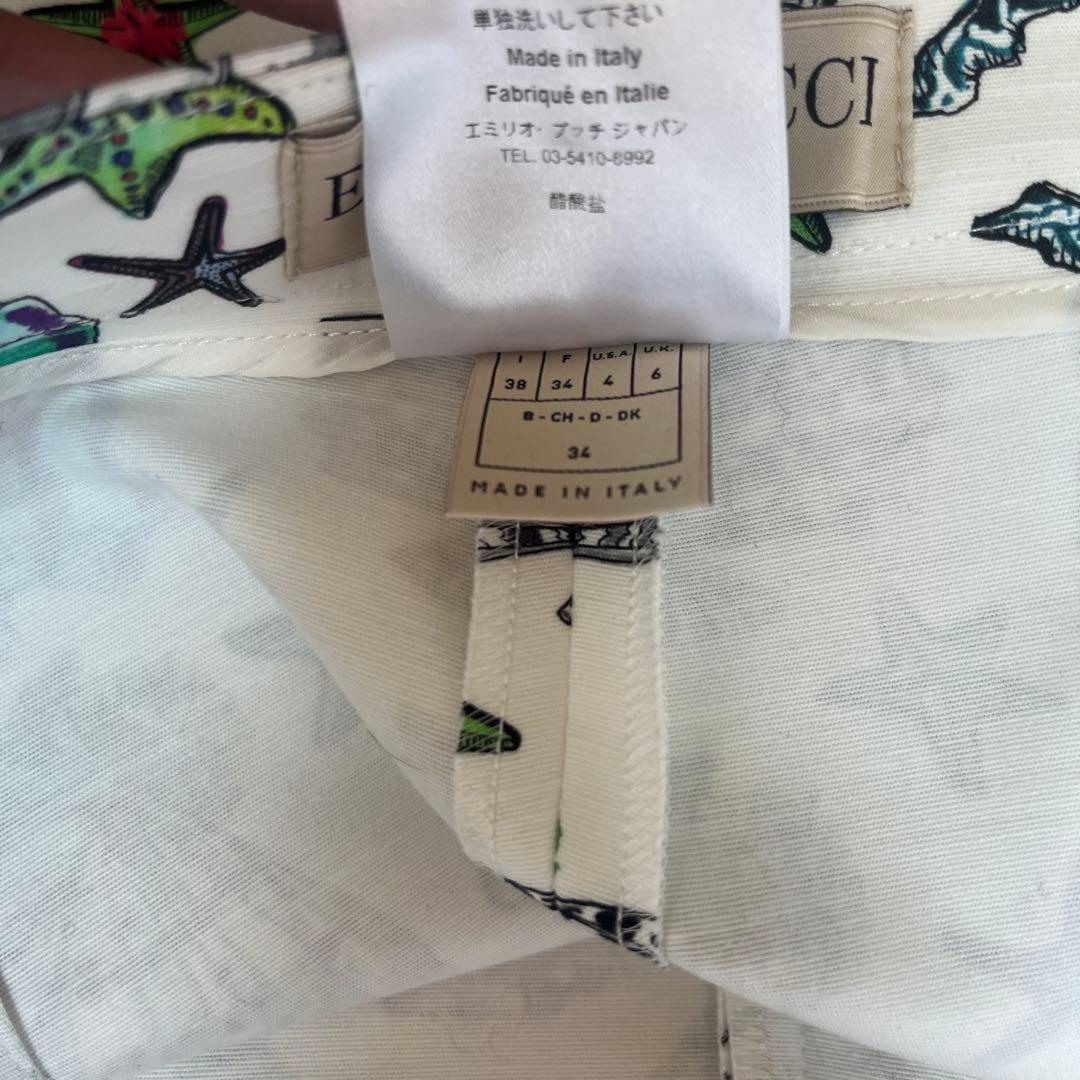 単独洗いして下さい
Made in Italy
Fabriqué en Italie
エミリオ・プッチ ジャパン
TEL. 03-5410-8992
酷酸盐
E
CCI
I F U.S.A. U.K.
38 34 4 6
B - CH - D - DK
34
MADE IN ITALY